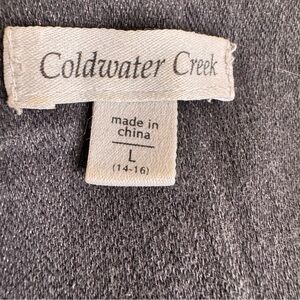 Coldwater Creek
made in
china
L
(14-16)